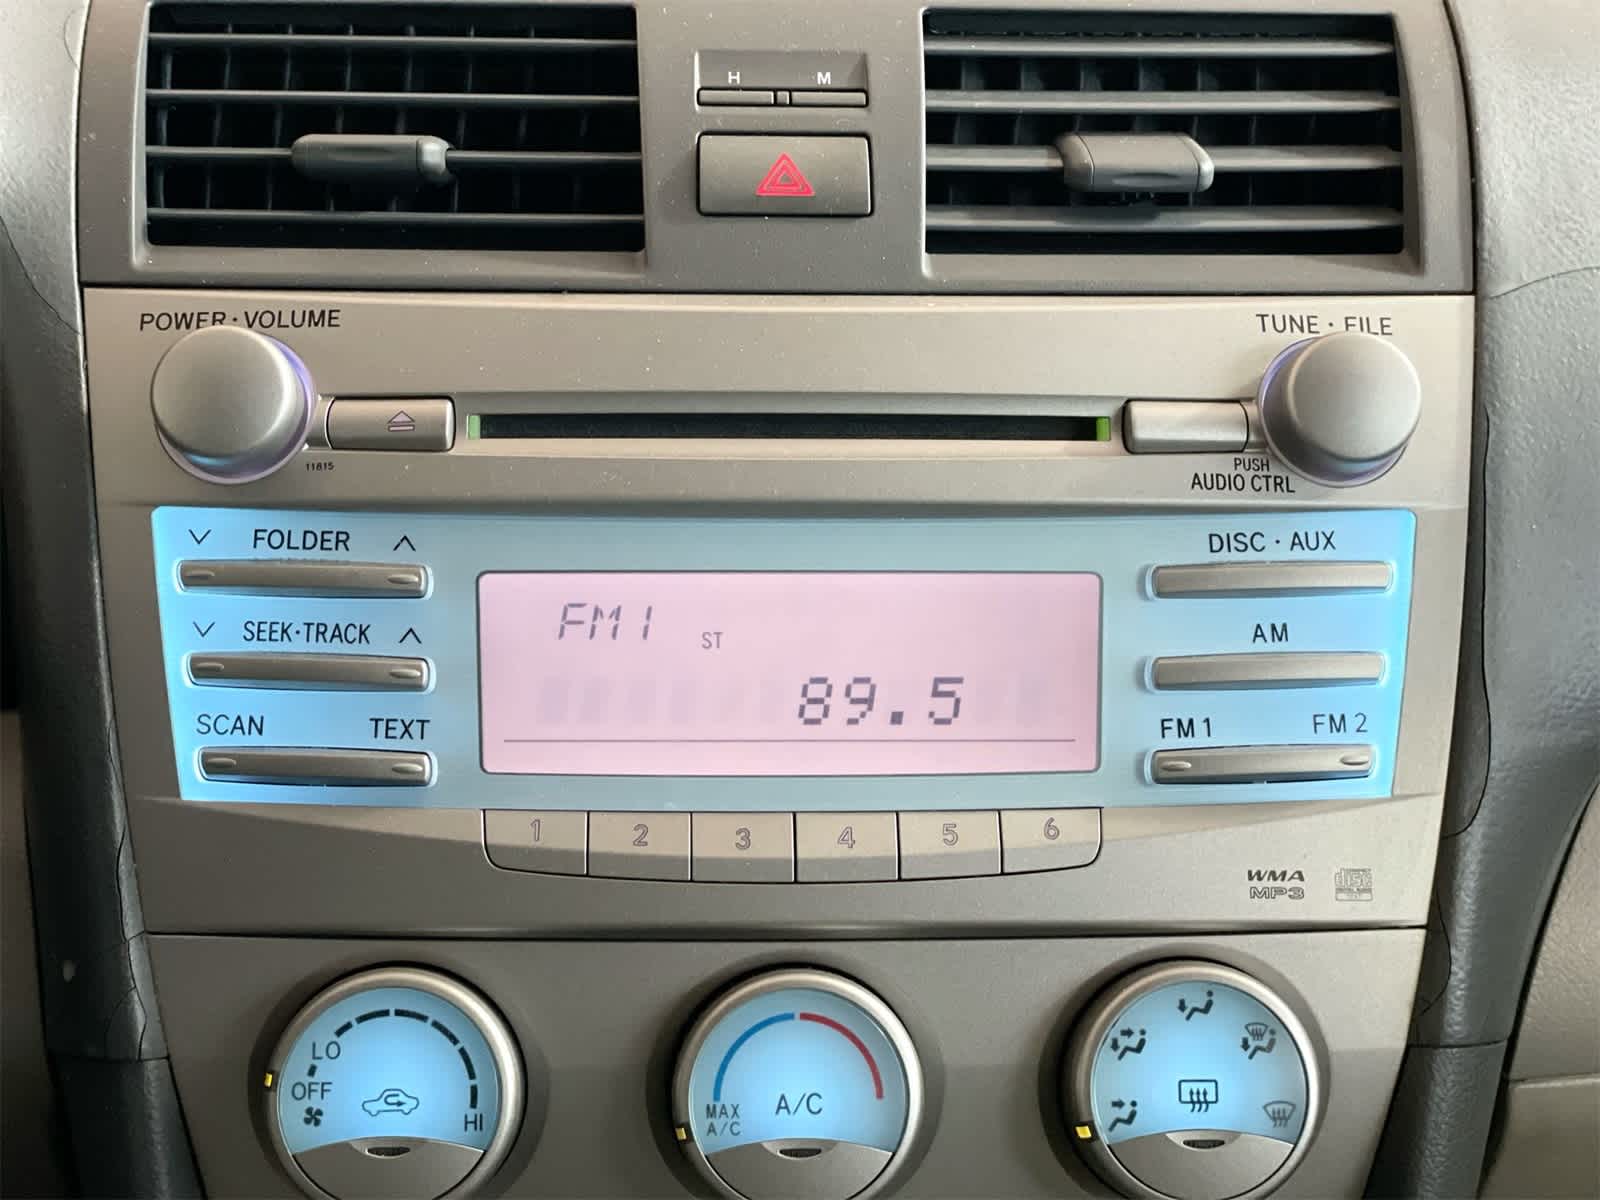 H M
POWER · VOLUME
TUNE · FILE
11815
PUSH
AUDIO CTRL
FOLDER
DISC · AUX
FM1
ST
SEEK·TRACK
AM
89.5
SCAN TEXT
FM1 FM2
1 2 3 4 5 6
WMA
MP3
disc
LO
OFF
HI
MAX
A/C
A/C